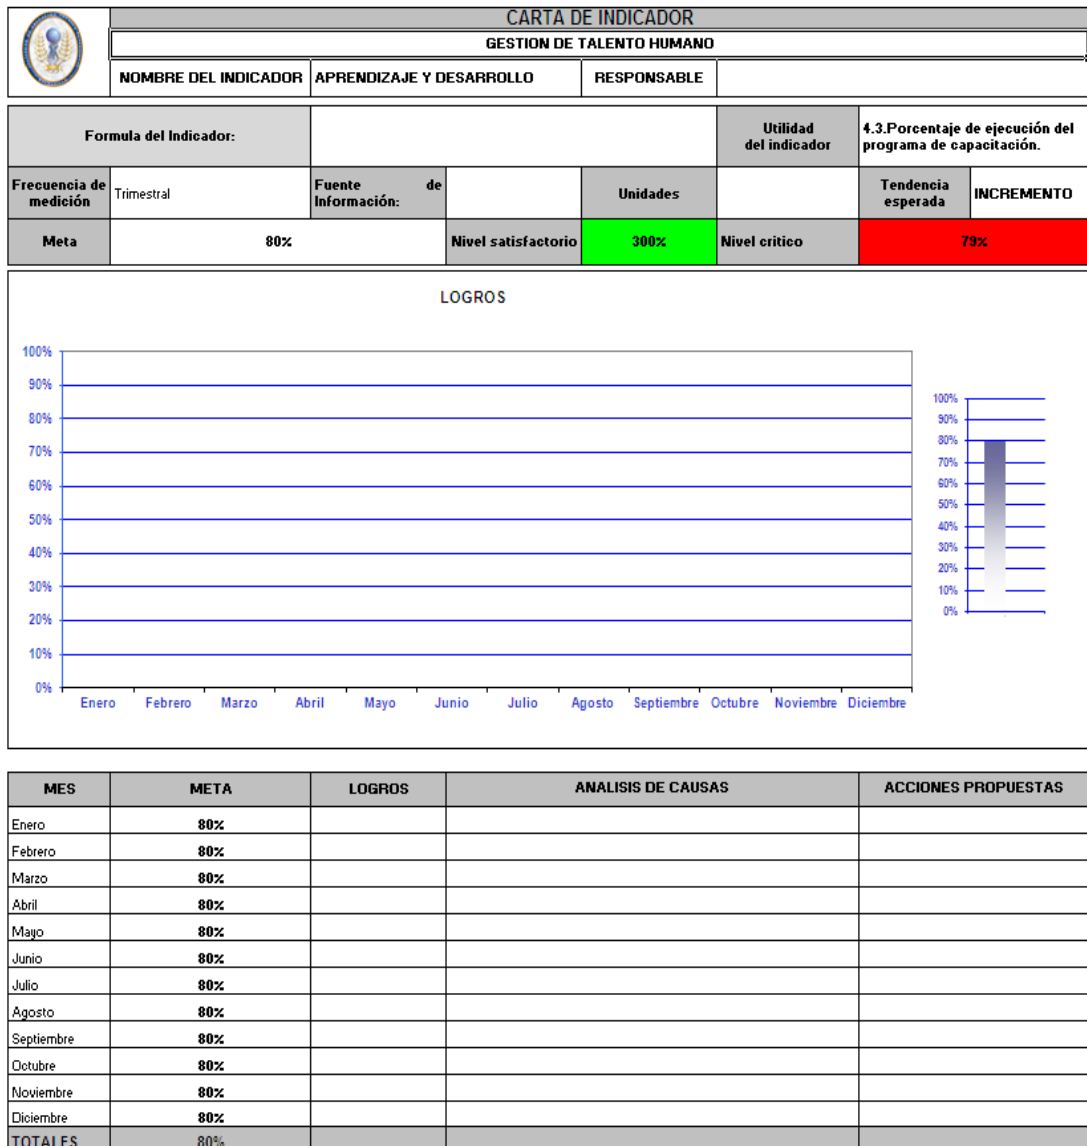 CARTA DE INDICADOR
GESTION DE TALENTO HUMANO
NOMBRE DEL INDICADOR APRENDIZAJE Y DESARROLLO RESPONSABLE
Formula del Indicador: Utilidad del indicador 4.3.Porcentaje de ejecución del programa de capacitación.
Frecuencia de medición Trimestral Fuente de Información: Unidades Tendencia esperada INCREMENTO
Meta 80% Nivel satisfactorio 300% Nivel critico 79%
LOGROS
100%
90%
80%
70%
60%
50%
40%
30%
20%
10%
0%
Enero Febrero Marzo Abril Mayo Junio Julio Agosto Septiembre Octubre Noviembre Diciembre
100%
90%
80%
70%
60%
50%
40%
30%
20%
10%
0%
MES META LOGROS ANALISIS DE CAUSAS ACCIONES PROPUESTAS
Enero 80%
Febrero 80%
Marzo 80%
Abril 80%
Mayo 80%
Junio 80%
Julio 80%
Agosto 80%
Septiembre 80%
Octubre 80%
Noviembre 80%
Diciembre 80%
TOTALES 80%